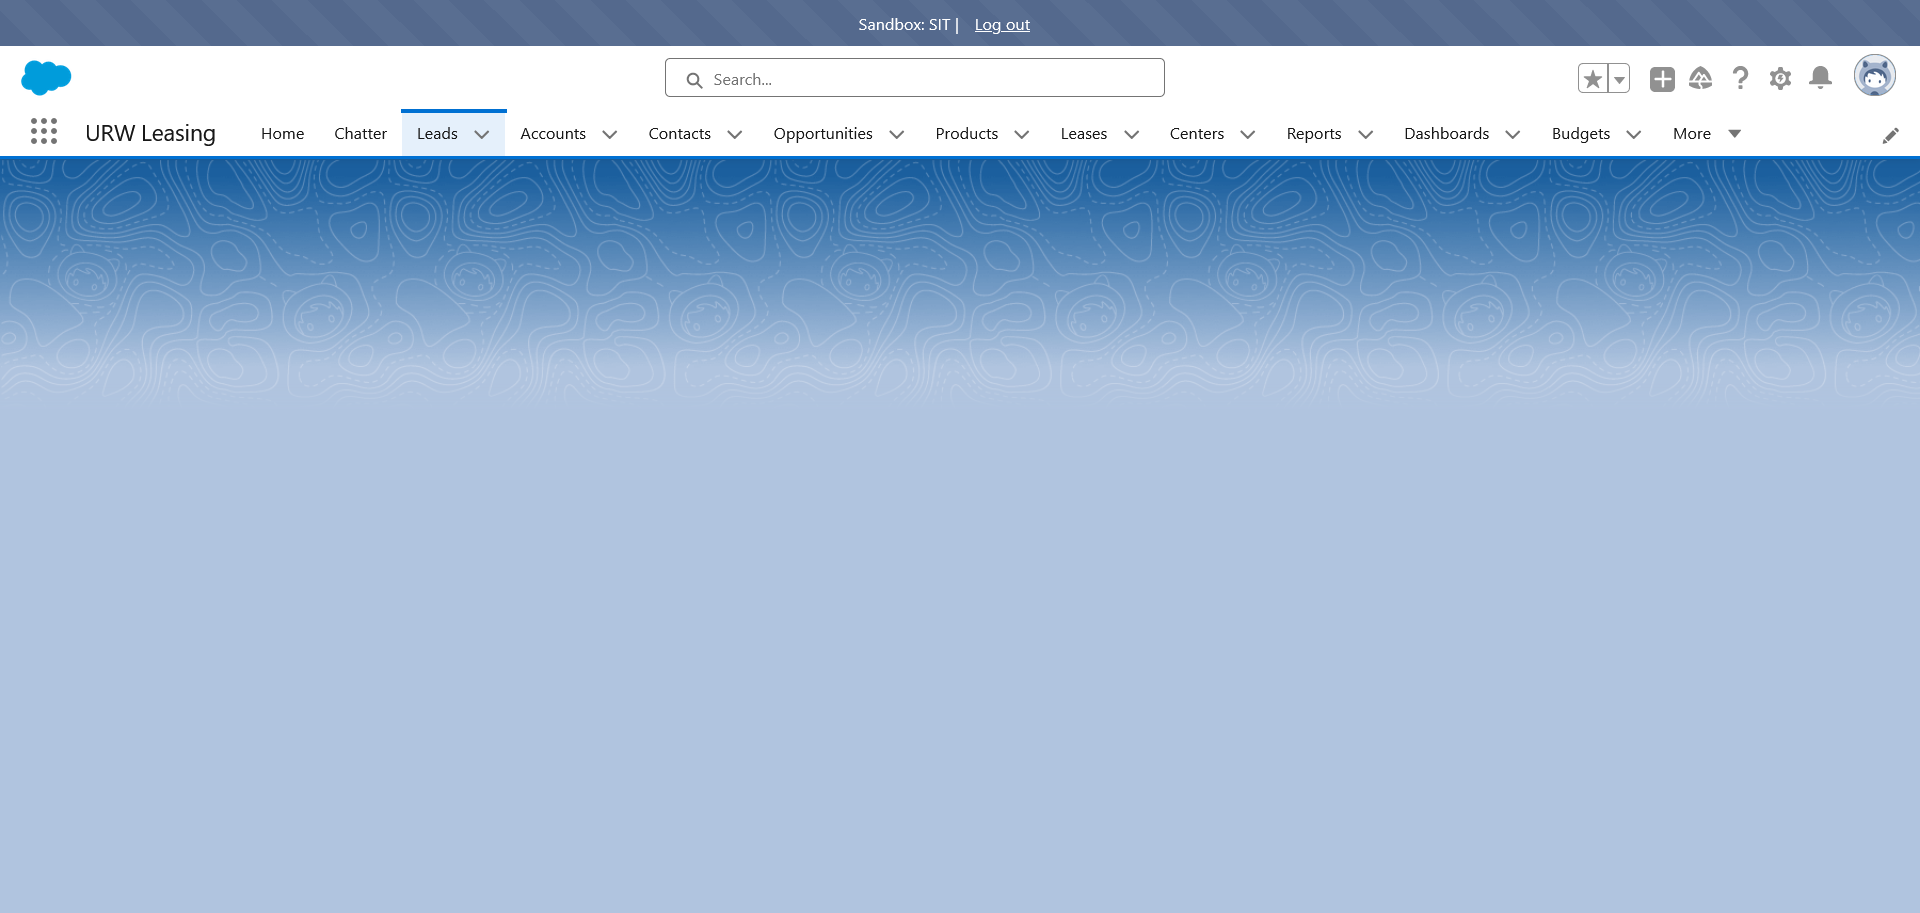 Sandbox: SIT | Log out
Search...
URW Leasing
Home
Chatter
Leads
Accounts
Contacts
Opportunities
Products
Leases
Centers
Reports
Dashboards
Budgets
More